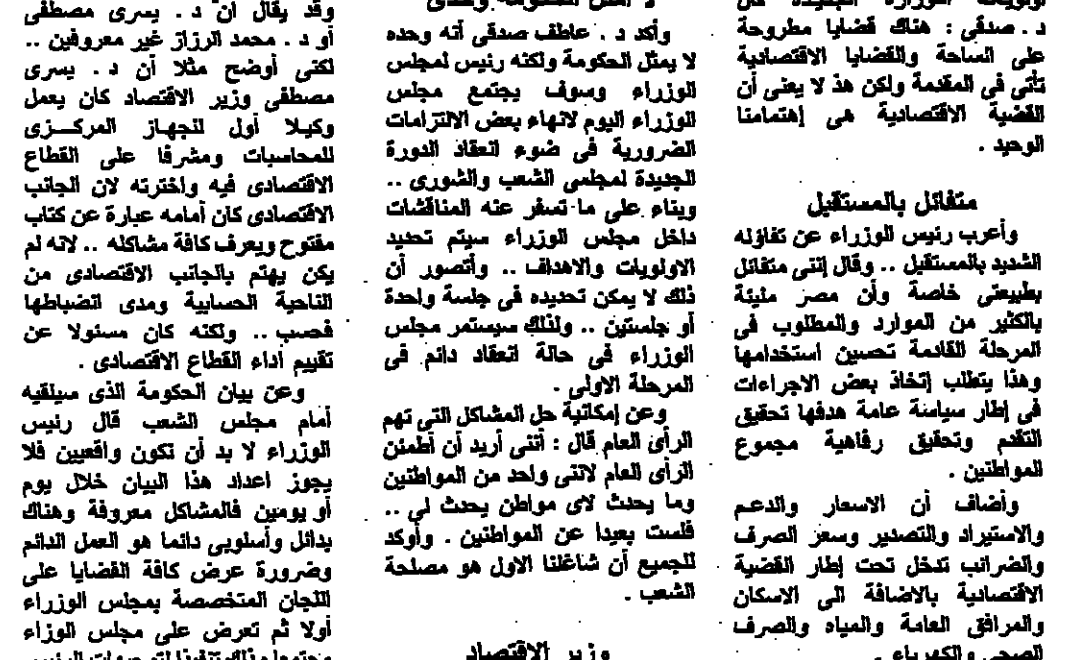 د . صدقى : هناك قضايا مطروحة
على الساحة والقضايا الاقتصادية
تأتى فى المقدمة ولكن هذ لا يعنى أن
القضية الاقتصادية هى إهتمامنا
الوحيد .
متفائل بالمستقبل
وأعرب رئيس الوزراء عن تفاؤله
الشديد بالمستقبل .. وقال إننى متفائل
بطبيعتى خاصة وأن مصر مليئة
بالكثير من الموارد والمطلوب فى
المرحلة القادمة تحسين استخدامها
وهذا يتطلب إتخاذ بعض الاجراءات
فى إطار سياسة عامة هدفها تحقيق
التقدم وتحقيق رفاهية مجموع
المواطنين .
وأضاف أن الاسعار والدعم
والاستيراد والتصدير وسعر الصرف
والضرائب تدخل تحت إطار القضية
الاقتصادية بالاضافة الى الاسكان
والمرافق العامة والمياه والصرف
الصحى والكهرباء .
وأكد د . عاطف صدقى أنه وحده
لا يمثل الحكومة ولكنه رئيس لمجلس
الوزراء وسوف يجتمع مجلس
الوزراء اليوم لانهاء بعض الالتزامات
الضرورية فى ضوء انعقاد الدورة
الجديدة لمجلسى الشعب والشورى ..
وبناء على ما تسفر عنه المناقشات
داخل مجلس الوزراء سيتم تحديد
الاولويات والاهداف .. وأتصور أن
ذلك لا يمكن تحديده فى جلسة واحدة
أو جلستين .. ولذلك سيستمر مجلس
الوزراء فى حالة انعقاد دائم فى
المرحلة الاولى .
وعن إمكانية حل المشاكل التى تهم
الرأى العام قال : أننى أريد أن أطمئن
الرأى العام لاننى واحد من المواطنين
وما يحدث لاى مواطن يحدث لى ..
فلست بعيدا عن المواطنين . وأوكد
للجميع أن شاغلنا الاول هو مصلحة
الشعب .
وزير الاقتصاد
وقد يقال أن د . يسرى مصطفى
أو د . محمد الرزاز غير معروفين ..
لكنى أوضح مثلا أن د . يسرى
مصطفى وزير الاقتصاد كان يعمل
وكيلا أول للجهاز المركزى
للمحاسبات ومشرفا على القطاع
الاقتصادى فيه واخترته لان الجانب
الاقتصادى كان أمامه عبارة عن كتاب
مفتوح ويعرف كافة مشاكله .. لانه لم
يكن يهتم بالجانب الاقتصادى من
الناحية الحسابية ومدى انضباطها
فحسب .. ولكنه كان مسئولا عن
تقييم أداء القطاع الاقتصادى .
وعن بيان الحكومة الذى سيلقيه
أمام مجلس الشعب قال رئيس
الوزراء لا بد أن نكون واقعيين فلا
يجوز اعداد هذا البيان خلال يوم
أو يومين فالمشاكل معروفة وهناك
بدائل وأسلوبى دائما هو العمل الدائم
وضرورة عرض كافة القضايا على
اللجان المتخصصة بمجلس الوزراء
أولا ثم تعرض على مجلس الوزاء